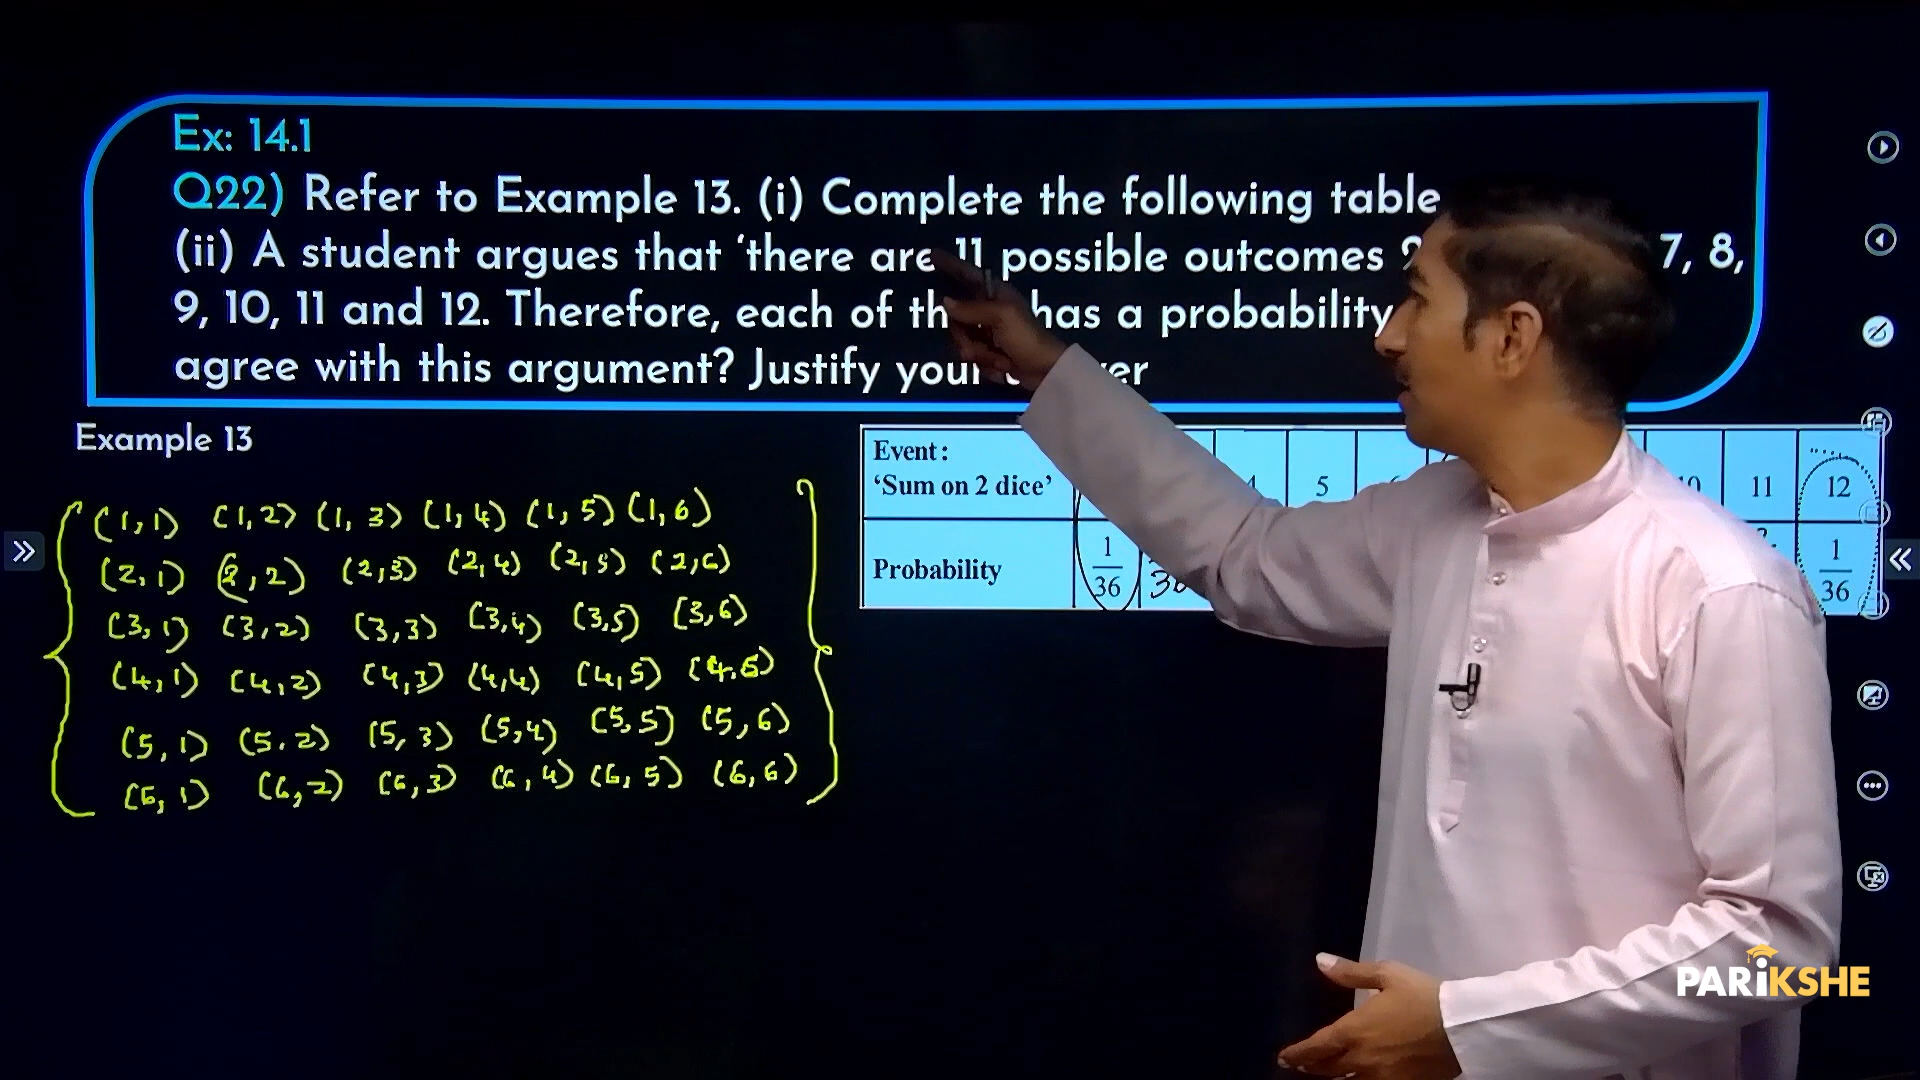 Ex: 14.1
Q22) Refer to Example 13. (i) Complete the following table
(ii) A student argues that ‘there are 11 possible outcomes 7, 8,
9, 10, 11 and 12. Therefore, each of has a probability
agree with this argument? Justify your
Example 13
(1,1) (1,2) (1,3) (1,4) (1,5) (1,6)
(2,1) (2,2) (2,3) (2,4) (2,5) (2,6)
(3,1) (3,2) (3,3) (3,4) (3,5) (3,6)
(4,1) (4,2) (4,3) (4,4) (4,5) (4,6)
(5,1) (5,2) (5,3) (5,4) (5,5) (5,6)
(6,1) (6,2) (6,3) (6,4) (6,5) (6,6)
Event:
‘Sum on 2 dice’ 5 10 11 12
Probability 1/36 1/36
PARiKSHE